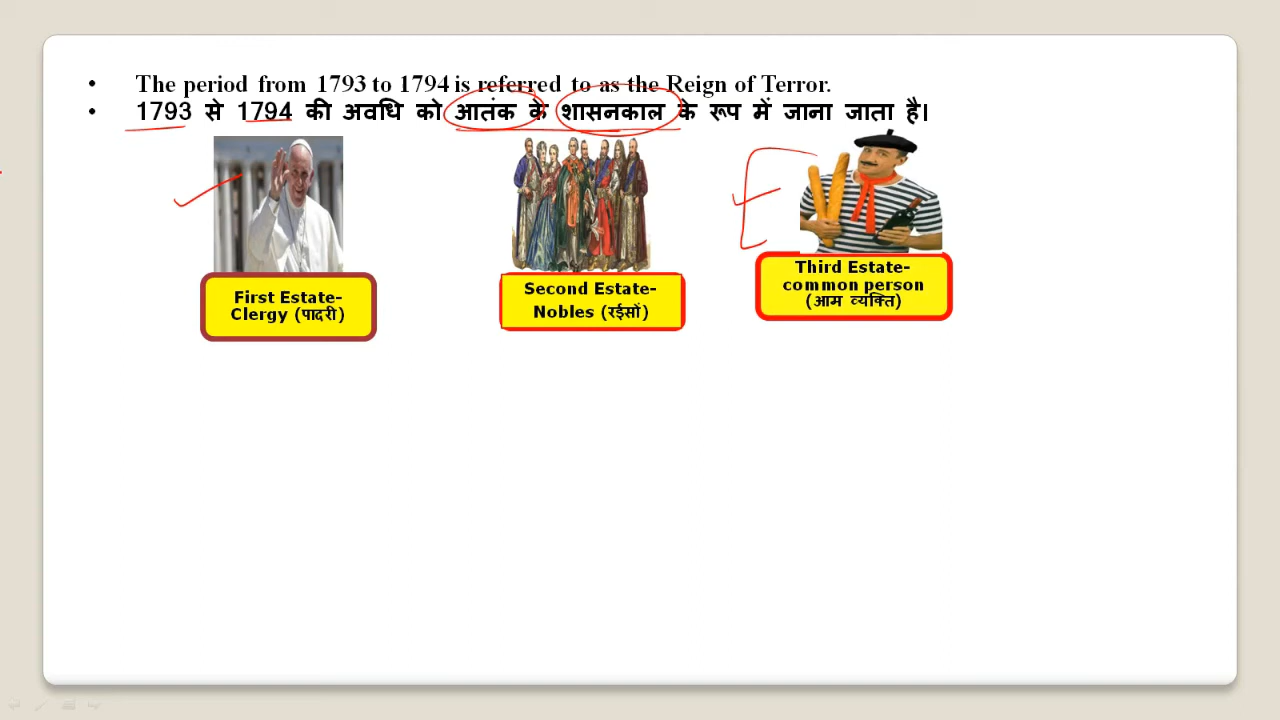 The period from 1793 to 1794 is referred to as the Reign of Terror.
1793 से 1794 की अवधि को आतंक के शासनकाल के रूप में जाना जाता है।
First Estate-
Clergy (पादरी)
Second Estate-
Nobles (रईसों)
Third Estate-
common person
(आम व्यक्ति)